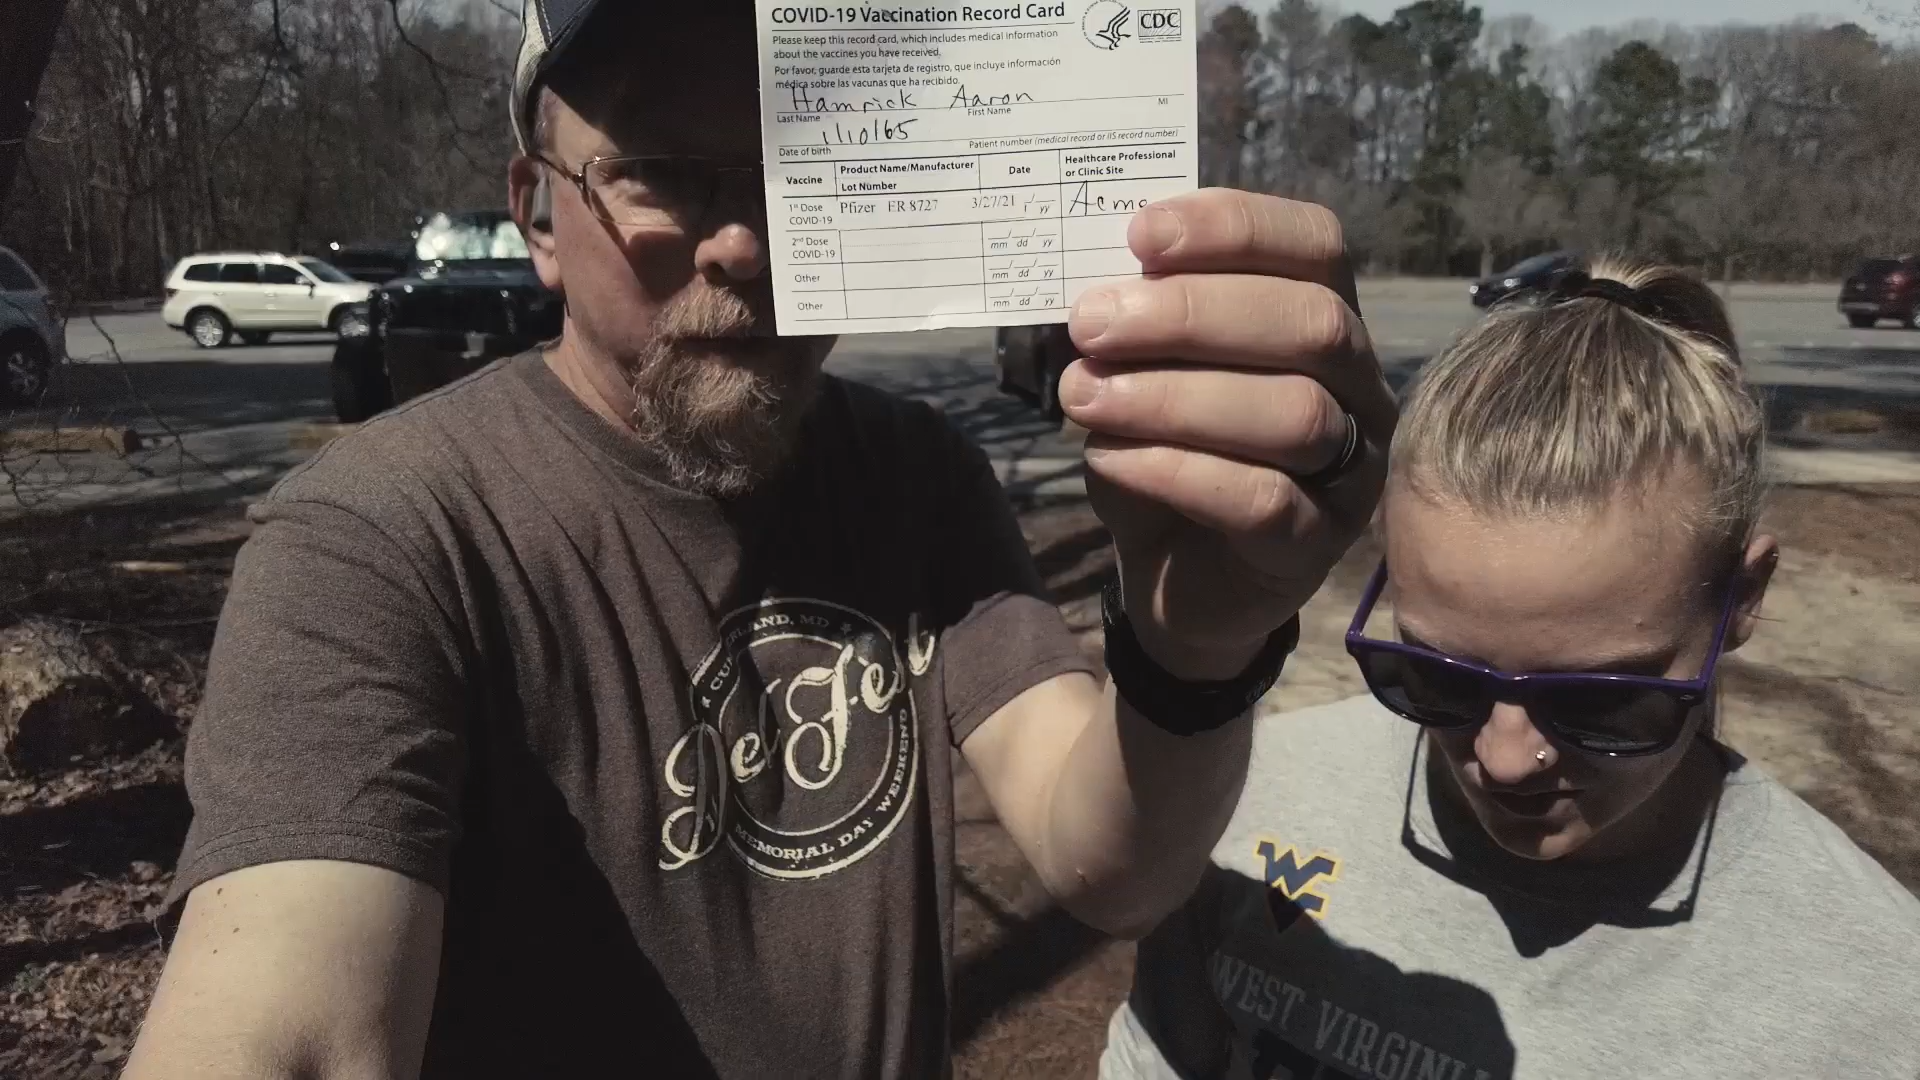 COVID-19 Vaccination Record Card
CDC
Please keep this record card, which includes medical information
about the vaccines you have received.
Por favor, guarde esta tarjeta de registro, que incluye información
médica sobre las vacunas que ha recibido.
Hamrick Aaron
Last Name First Name MI
1/10/65
Date of birth Patient number (medical record or IIS record number)
Vaccine Product Name/Manufacturer Date Healthcare Professional
Lot Number or Clinic Site
1st Dose Pfizer ER 8727 3/27/21 / yy Acme
COVID-19
2nd Dose
COVID-19 mm dd yy
Other mm dd yy
Other mm dd yy
MD
DelFest
MEMORIAL DAY WEEKEND
WV
WEST VIRGINI